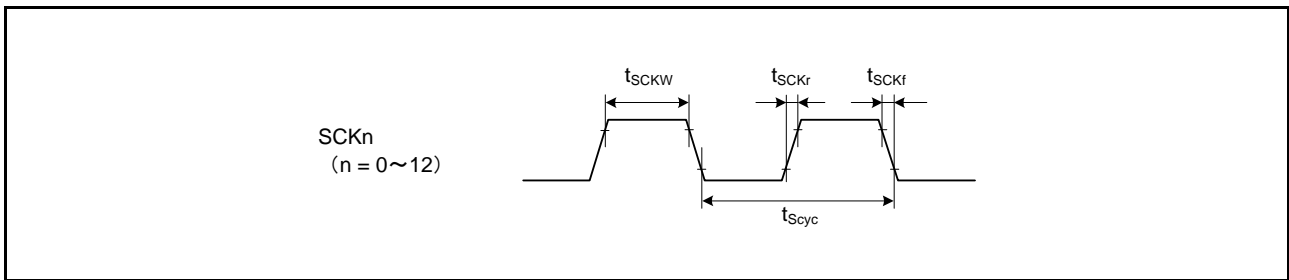 tSCKW tSCKr tSCKf
SCKn
（n = 0～12）
tScyc